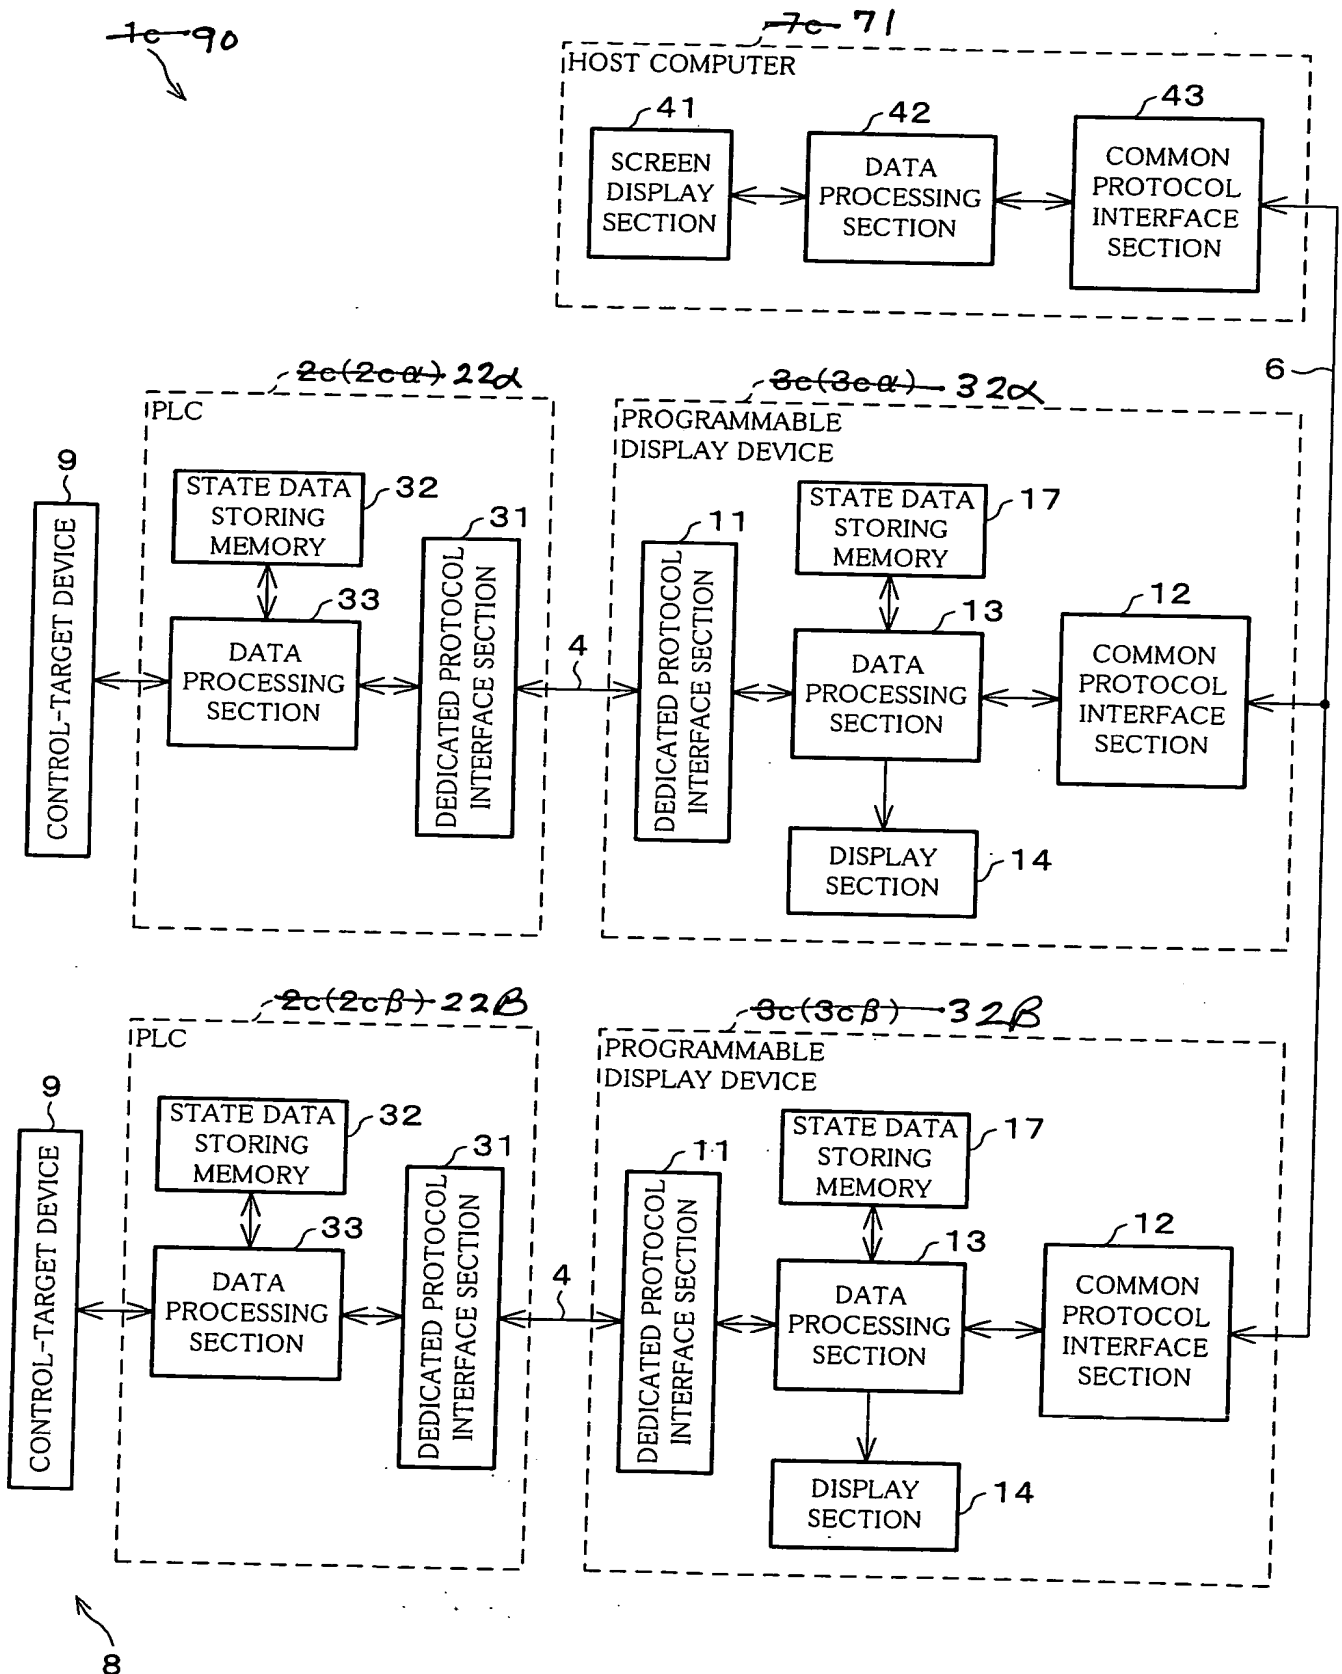 1c 90
7c 71
HOST COMPUTER
41
42
43
SCREEN
DISPLAY
SECTION
DATA
PROCESSING
SECTION
COMMON
PROTOCOL
INTERFACE
SECTION
6
2c(2cα) 22α
3c(3cα) 32α
PLC
PROGRAMMABLE
DISPLAY DEVICE
9
CONTROL-TARGET DEVICE
STATE DATA
STORING
MEMORY
32
33
DATA
PROCESSING
SECTION
31
DEDICATED PROTOCOL
INTERFACE SECTION
4
11
DEDICATED PROTOCOL
INTERFACE SECTION
STATE DATA
STORING
MEMORY
17
13
DATA
PROCESSING
SECTION
12
COMMON
PROTOCOL
INTERFACE
SECTION
DISPLAY
SECTION
14
2c(2cβ) 22β
3c(3cβ) 32β
PLC
PROGRAMMABLE
DISPLAY DEVICE
9
CONTROL-TARGET DEVICE
STATE DATA
STORING
MEMORY
32
33
DATA
PROCESSING
SECTION
31
DEDICATED PROTOCOL
INTERFACE SECTION
4
11
DEDICATED PROTOCOL
INTERFACE SECTION
STATE DATA
STORING
MEMORY
17
13
DATA
PROCESSING
SECTION
12
COMMON
PROTOCOL
INTERFACE
SECTION
DISPLAY
SECTION
14
8